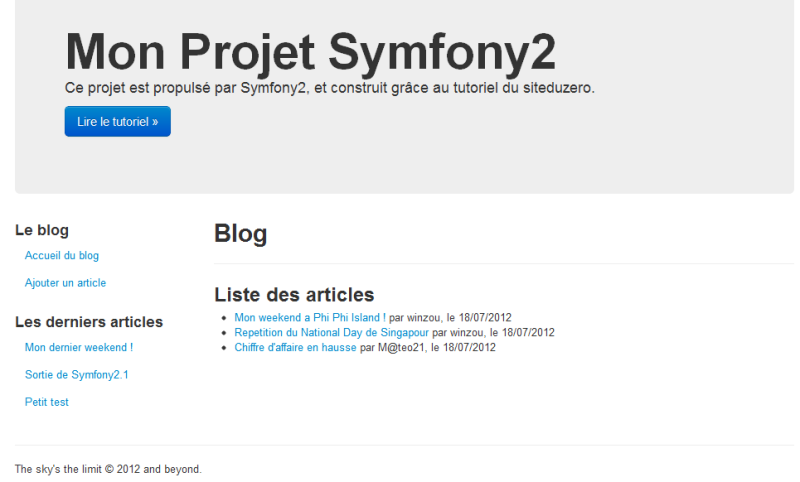 Mon Projet Symfony2
Ce projet est propulsé par Symfony2, et construit grâce au tutoriel du siteduzero.
Lire le tutoriel »
Le blog
Accueil du blog
Ajouter un article
Les derniers articles
Mon dernier weekend !
Sortie de Symfony2.1
Petit test
Blog
Liste des articles
Mon weekend a Phi Phi Island ! par winzou, le 18/07/2012
Repetition du National Day de Singapour par winzou, le 18/07/2012
Chiffre d'affaire en hausse par M@teo21, le 18/07/2012
The sky's the limit © 2012 and beyond.